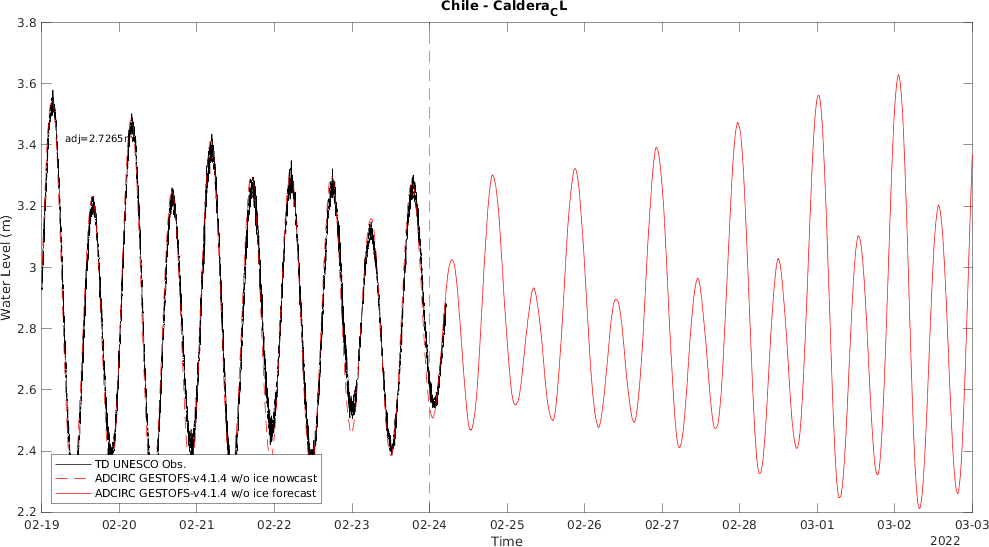 Chile - Caldera_CL
3.8
3.6
3.4
3.2
3
2.8
2.6
2.4
2.2
Water Level (m)
adj=2.7265m
TD UNESCO Obs.
ADCIRC GESTOFS-v4.1.4 w/o ice nowcast
ADCIRC GESTOFS-v4.1.4 w/o ice forecast
02-19 02-20 02-21 02-22 02-23 02-24 02-25 02-26 02-27 02-28 03-01 03-02 03-03
Time
2022